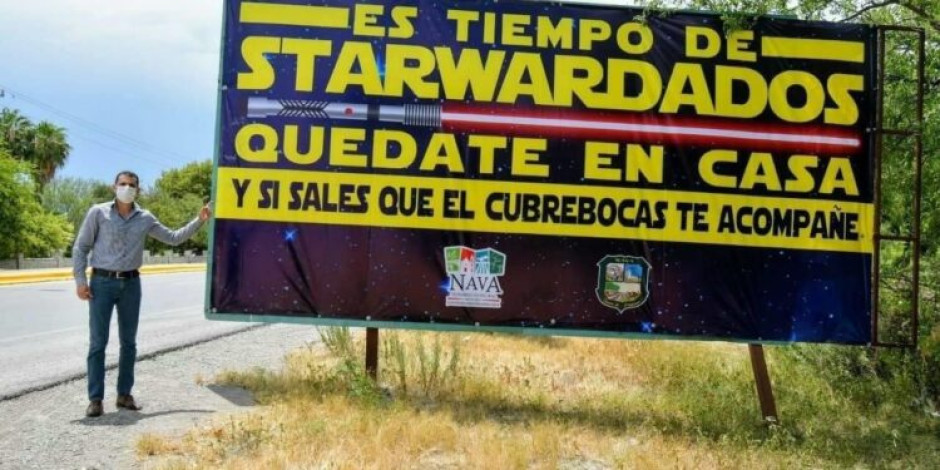 ES TIEMPO DE
STARWARDADOS
QUEDATE EN CASA
Y SI SALES QUE EL CUBREBOCAS TE ACOMPAÑE
NAVA